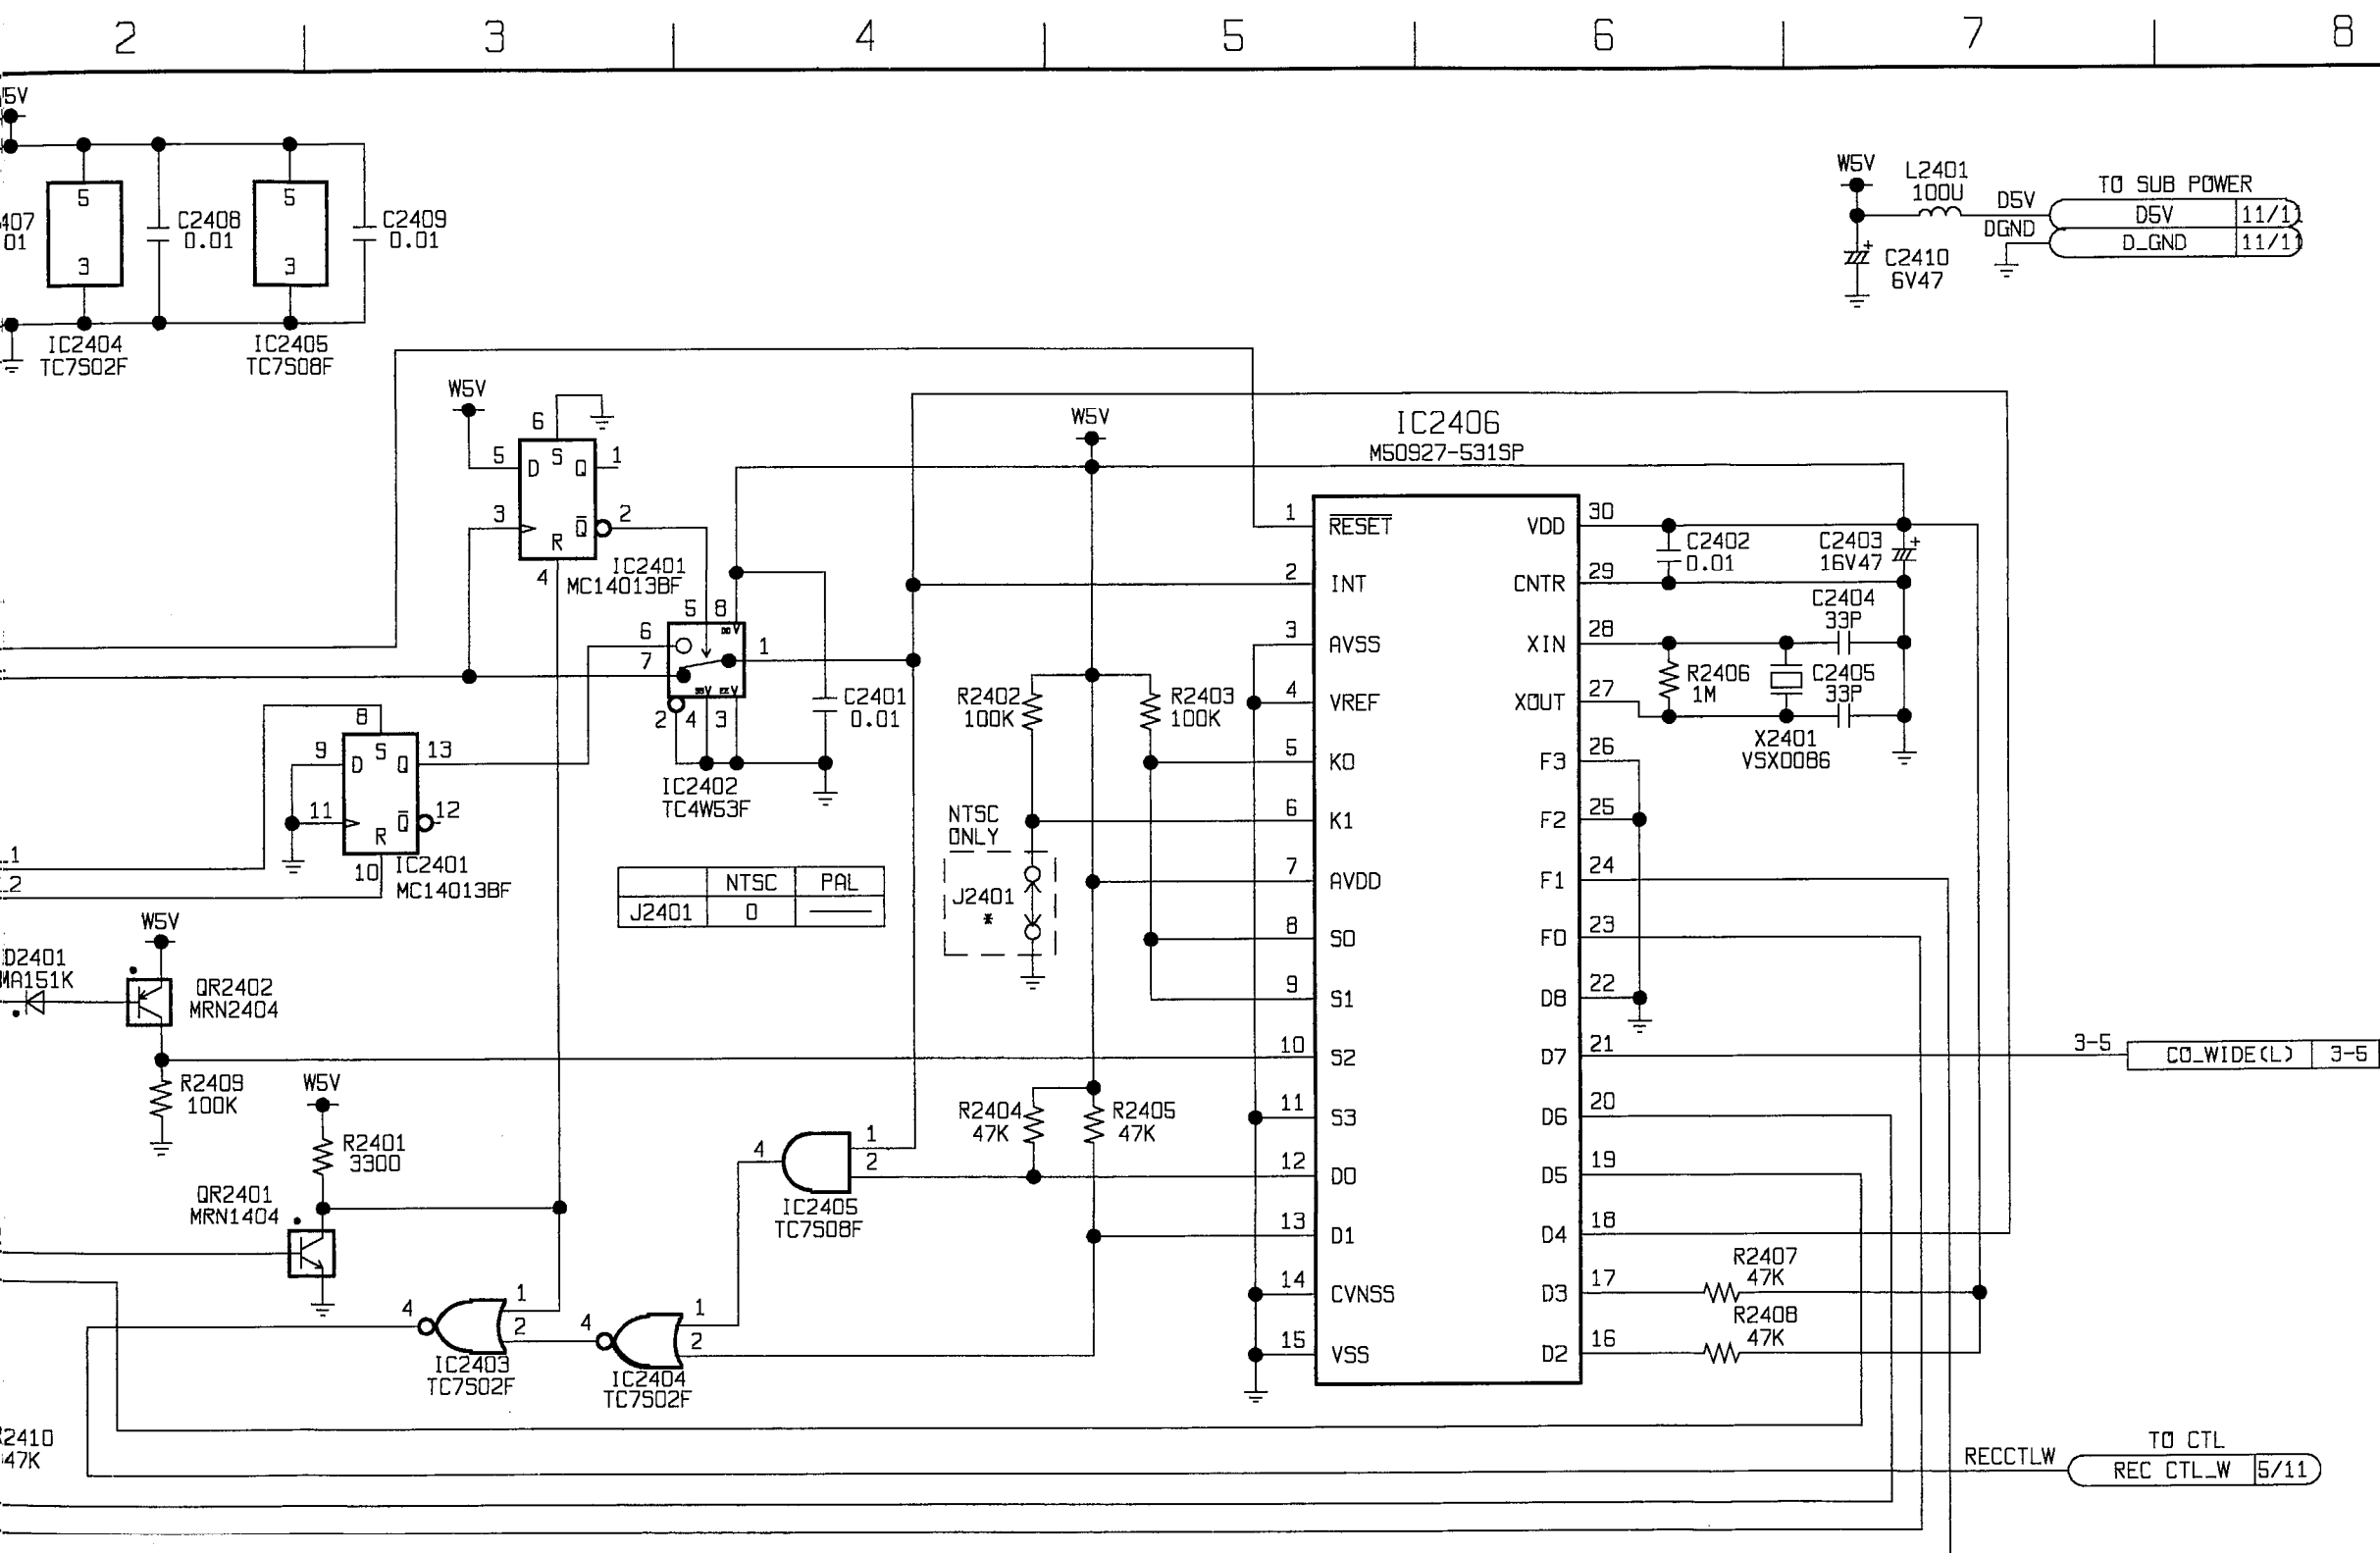 2 3 4 5 6 7 8
W5V
L2401
100U
D5V
DGND
TO SUB POWER
D5V 11/11
D_GND 11/11
C2410
6V47
5
3
IC2404
TC7S02F
C2408
0.01
5
3
IC2405
TC7S08F
C2409
0.01
W5V
6
5 D S Q 1
3 Q 2
R
4
IC2401
MC14013BF
5 8
6
7
1
2 4 3
IC2402
TC4W53F
C2401
0.01
8
9 D S Q 13
11 R Q 12
10
IC2401
MC14013BF
NTSC PAL
J2401 0
W5V
R2402
100K
R2403
100K
NTSC
ONLY
J2401
*
IC2406
M50927-531SP
1 RESET
2 INT
3 AVSS
4 VREF
5 K0
6 K1
7 AVDD
8 S0
9 S1
10 S2
11 S3
12 D0
13 D1
14 CVNSS
15 VSS
VDD 30
CNTR 29
XIN 28
XOUT 27
F3 26
F2 25
F1 24
F0 23
D8 22
D7 21
D6 20
D5 19
D4 18
D3 17
D2 16
C2402
0.01
C2403
16V47
C2404
33P
R2406
1M
C2405
33P
X2401
VSX0086
3-5
CO_WIDE(L) 3-5
R2407
47K
R2408
47K
D2401
MA151K
W5V
QR2402
MRN2404
R2409
100K
W5V
R2401
3300
QR2401
MRN1404
R2404
47K
R2405
47K
4 1
2
IC2405
TC7S08F
4 1
2
IC2403
TC7S02F
4 1
2
IC2404
TC7S02F
47K
RECCTLW
TO CTL
REC CTL_W 5/11